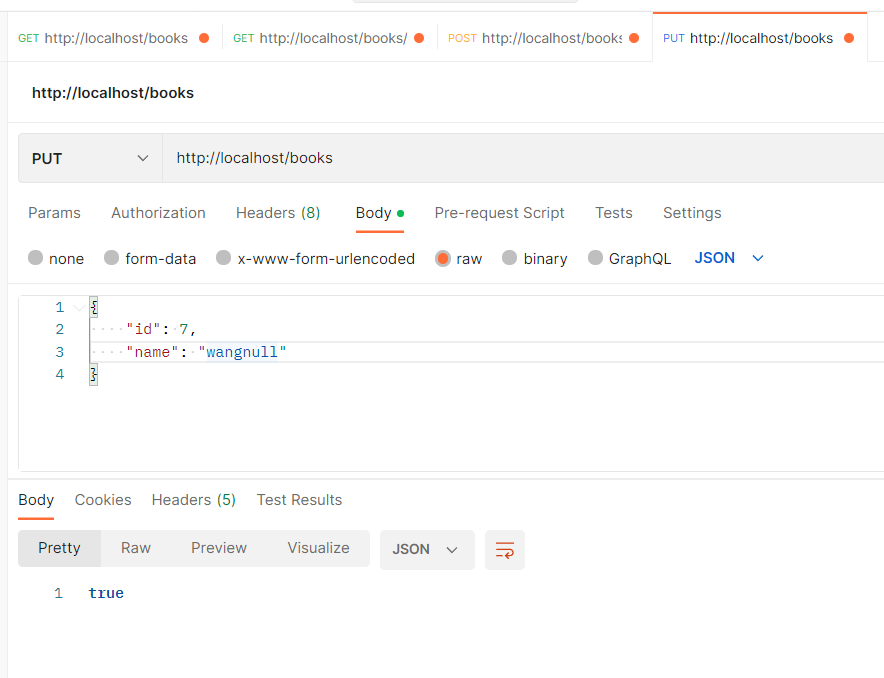 GET http://localhost/books GET http://localhost/books/ POST http://localhost/books PUT http://localhost/books
http://localhost/books
PUT http://localhost/books
Params Authorization Headers (8) Body Pre-request Script Tests Settings
none form-data x-www-form-urlencoded raw binary GraphQL JSON
1 {
2 "id": 7,
3 "name": "wangnull"
4 }
Body Cookies Headers (5) Test Results
Pretty Raw Preview Visualize JSON
1 true